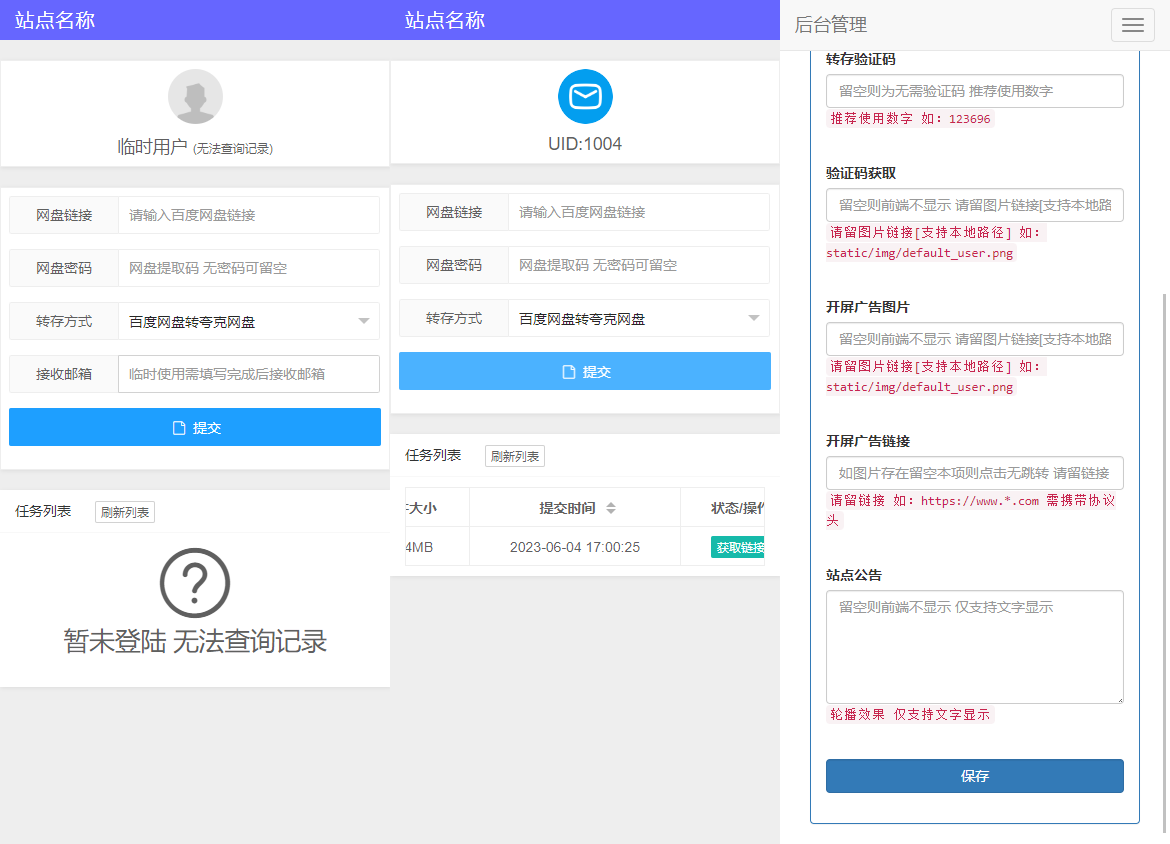 站点名称
临时用户 (无法查询记录)
网盘链接 请输入百度网盘链接
网盘密码 网盘提取码 无密码可留空
转存方式 百度网盘转夸克网盘
接收邮箱 临时使用需填写完成后接收邮箱
提交
任务列表 刷新列表
暂未登陆 无法查询记录
站点名称
UID:1004
网盘链接 请输入百度网盘链接
网盘密码 网盘提取码 无密码可留空
转存方式 百度网盘转夸克网盘
提交
任务列表 刷新列表
大小 提交时间 状态/操作
4MB 2023-06-04 17:00:25 获取链接
后台管理
转存验证码
留空则为无需验证码 推荐使用数字
推荐使用数字 如: 123696
验证码获取
留空则前端不显示 请留图片链接[支持本地路
请留图片链接[支持本地路径] 如:
static/img/default_user.png
开屏广告图片
留空则前端不显示 请留图片链接[支持本地路
请留图片链接[支持本地路径] 如:
static/img/default_user.png
开屏广告链接
如图片存在留空本项则点击无跳转 请留链接
请留链接 如: https://www.*.com 需携带协议
头
站点公告
留空则前端不显示 仅支持文字显示
轮播效果 仅支持文字显示
保存